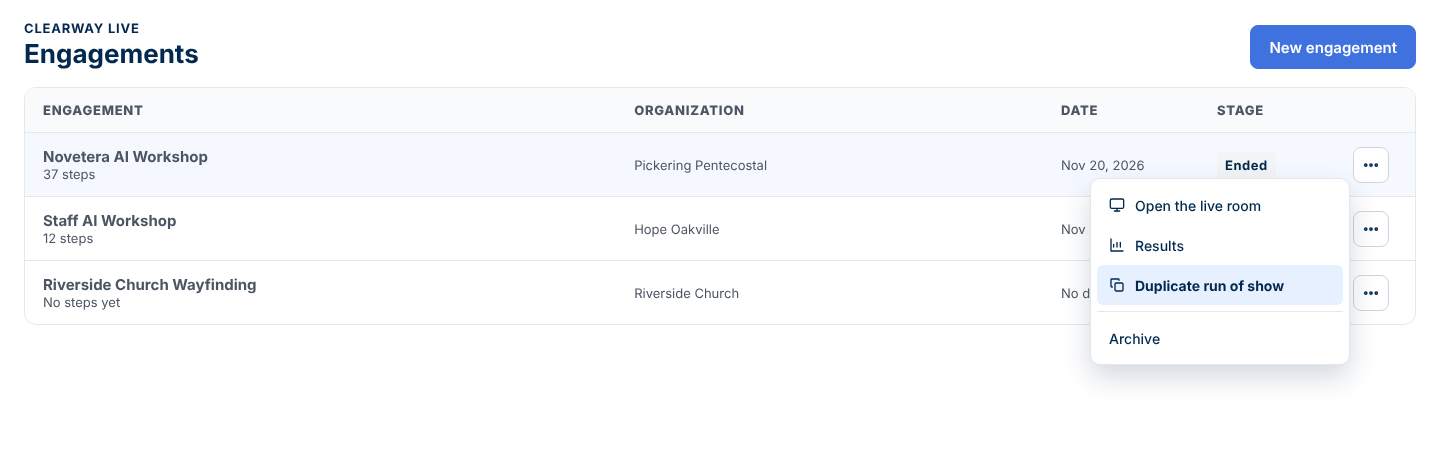 CLEARWAY LIVE
Engagements
New engagement
ENGAGEMENT ORGANIZATION DATE STAGE
Novetera AI Workshop
37 steps
Pickering Pentecostal Nov 20, 2026 Ended
Open the live room
Staff AI Workshop
12 steps
Hope Oakville Nov
Results
Riverside Church Wayfinding
No steps yet
Riverside Church No d
Duplicate run of show
Archive